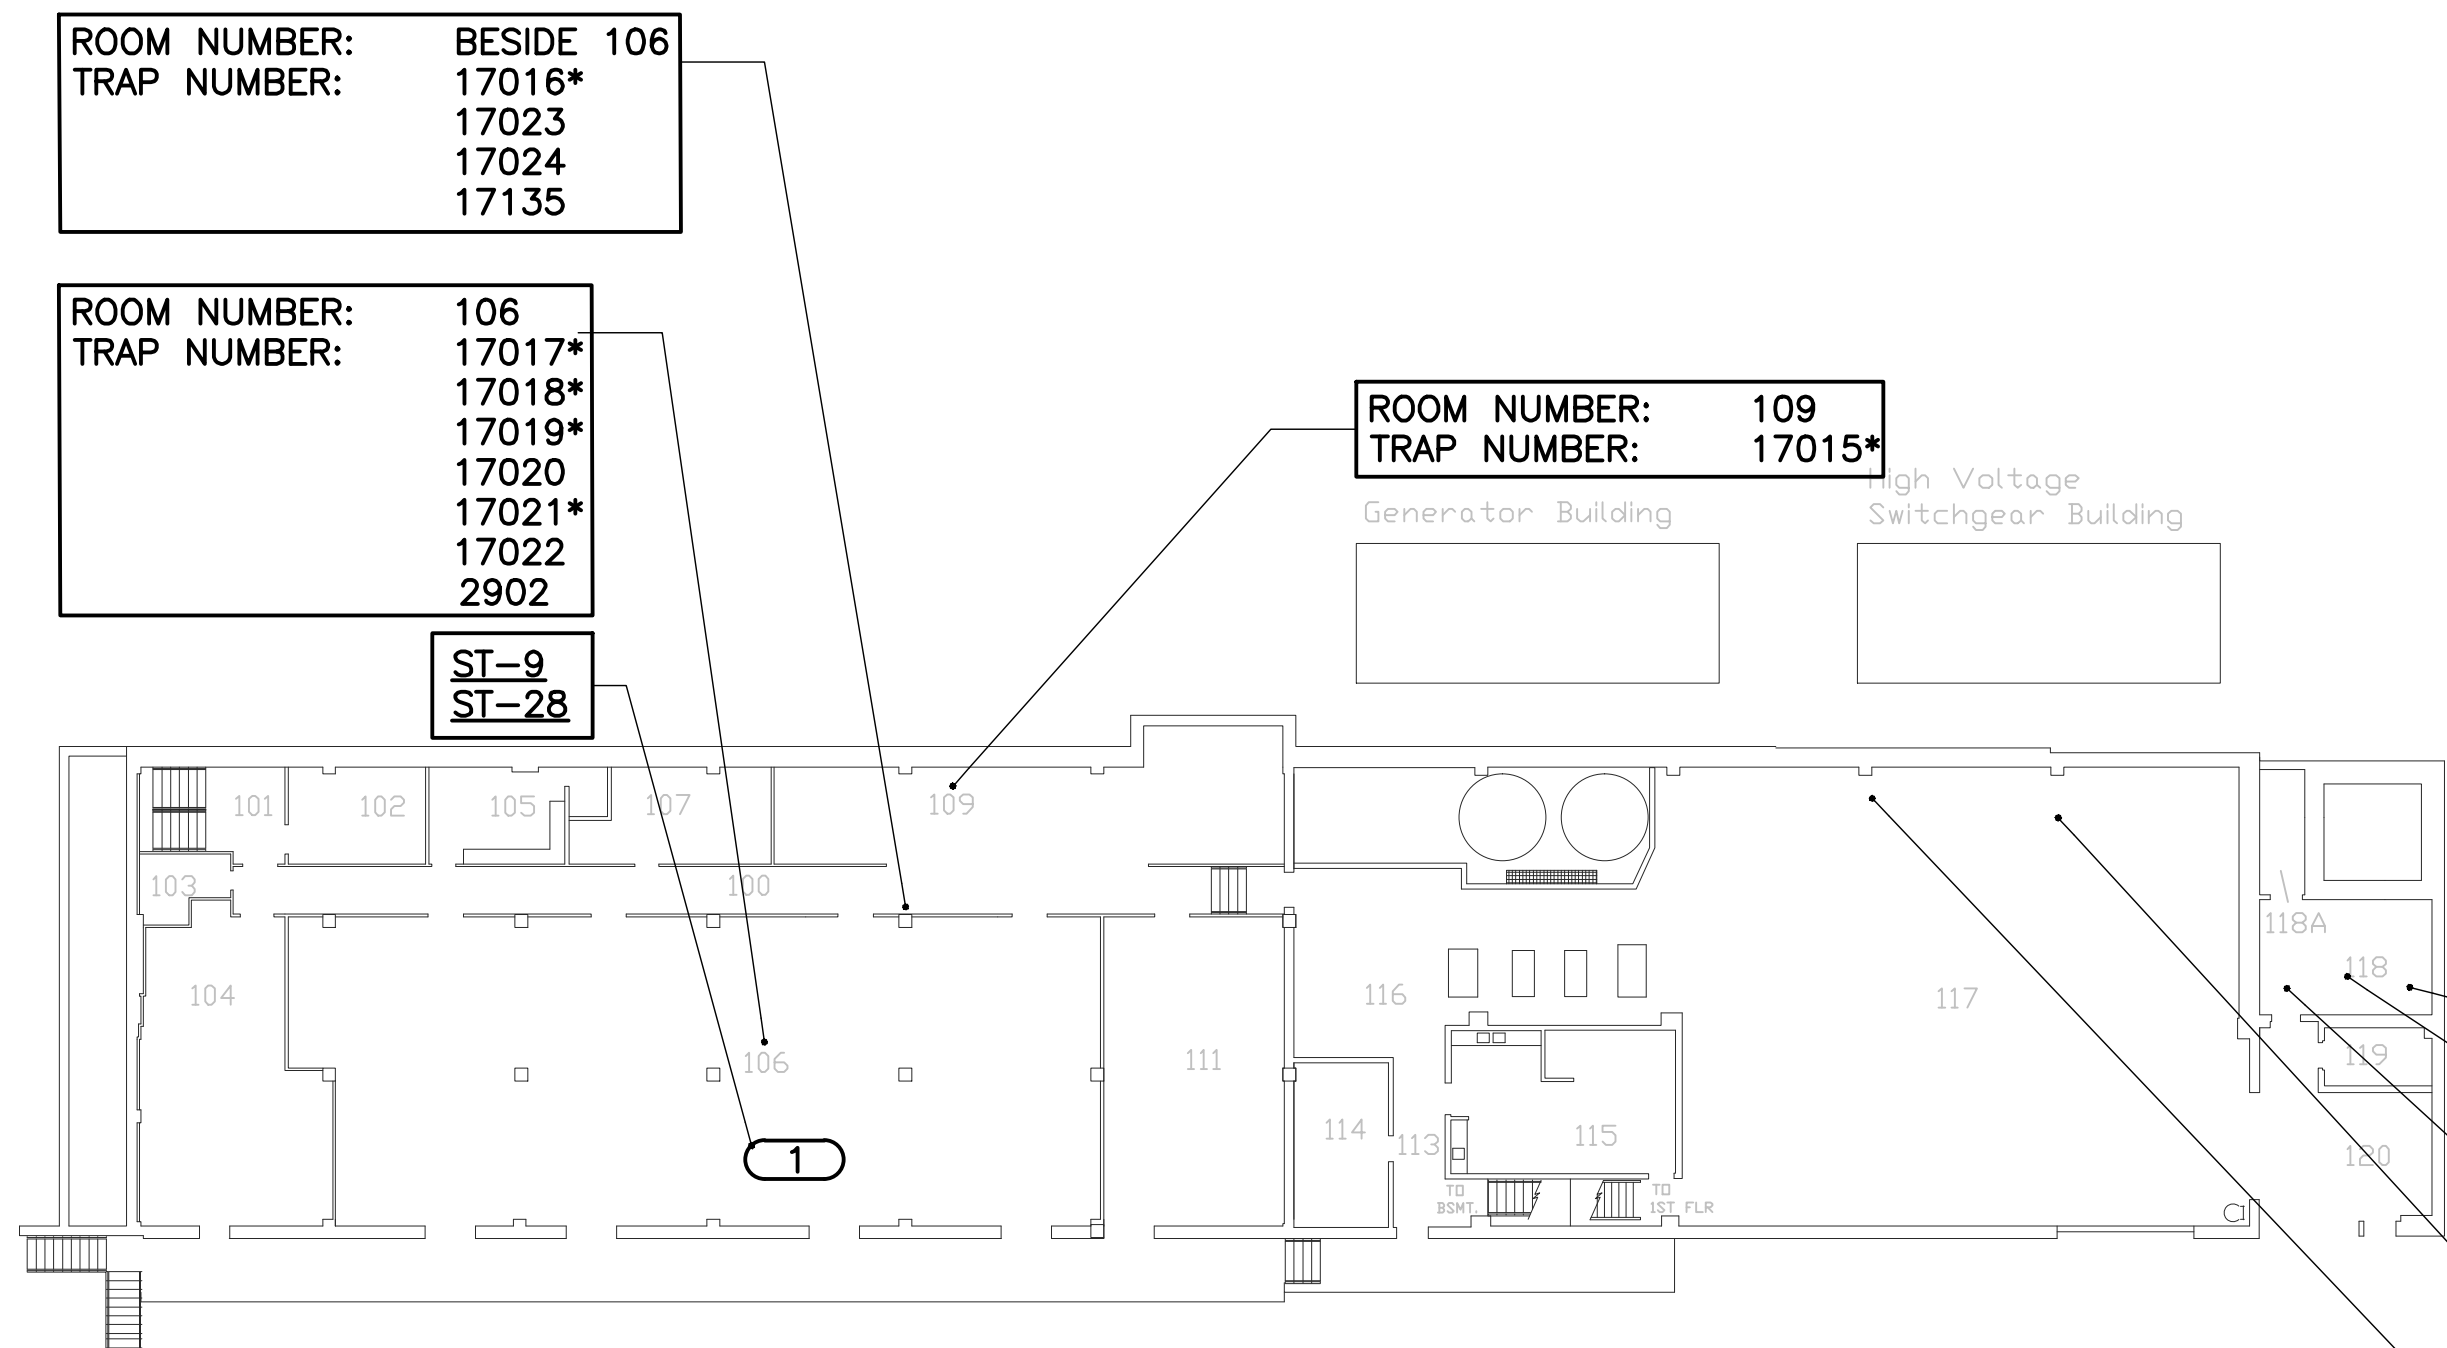 ROOM NUMBER: BESIDE 106
TRAP NUMBER: 17016*
17023
17024
17135
ROOM NUMBER: 106
TRAP NUMBER: 17017*
17018*
17019*
17020
17021*
17022
2902
ST-9
ST-28
ROOM NUMBER: 109
TRAP NUMBER: 17015*
High Voltage
Switchgear Building
Generator Building
101
102
105
107
109
103
100
104
106
1
111
116
117
118A
118
119
120
114
113
115
TO
BSMT.
TO
1ST FLR